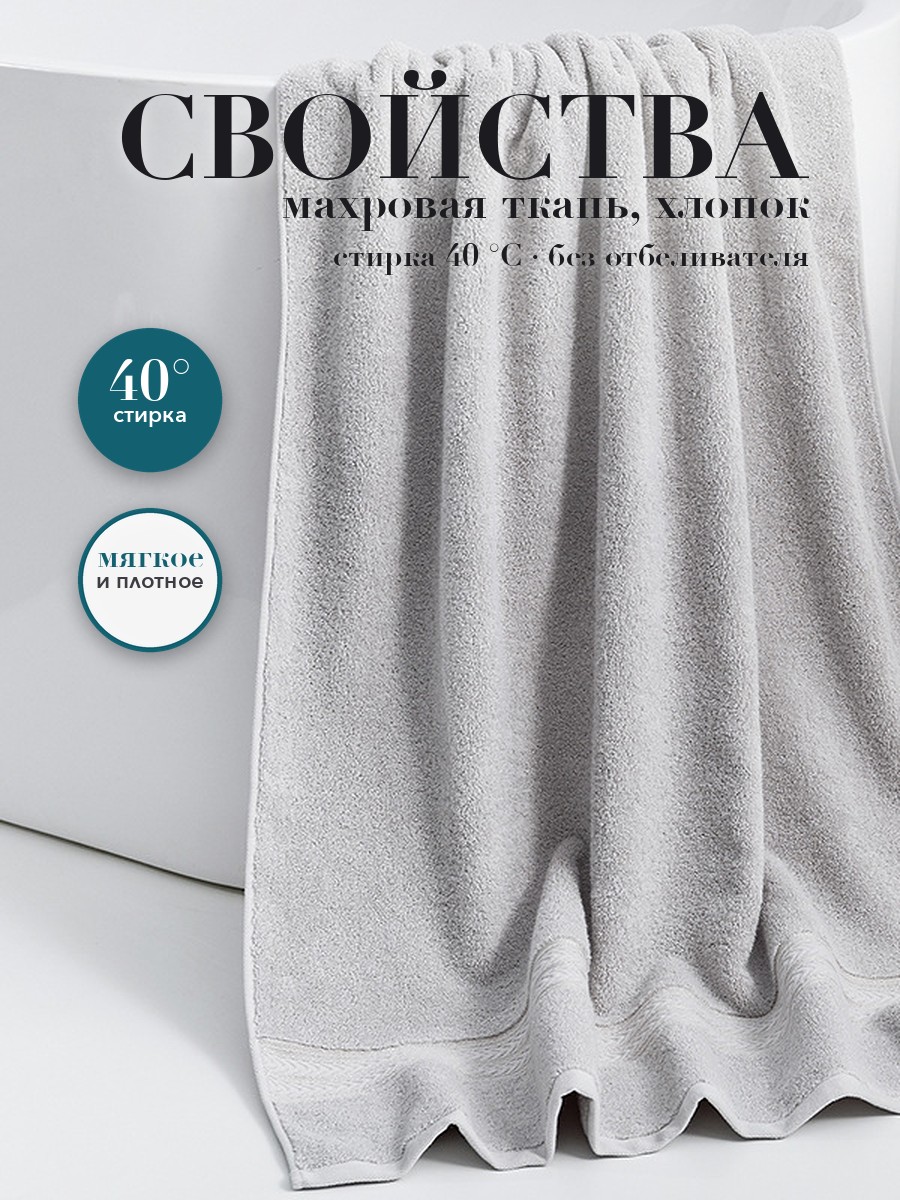 СВОЙСТВА
махровая ткань, хлопок
стирка 40 °C · без отбеливателя
40°
стирка
мягкое
и плотное